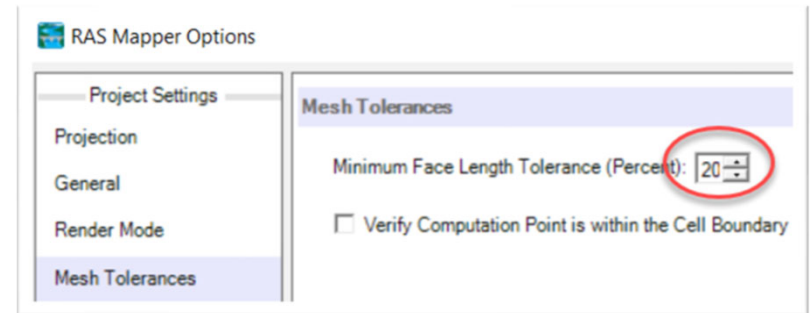 RAS Mapper Options
Project Settings
Projection
General
Render Mode
Mesh Tolerances
Mesh Tolerances
Minimum Face Length Tolerance (Percent): 20
Verify Computation Point is within the Cell Boundary